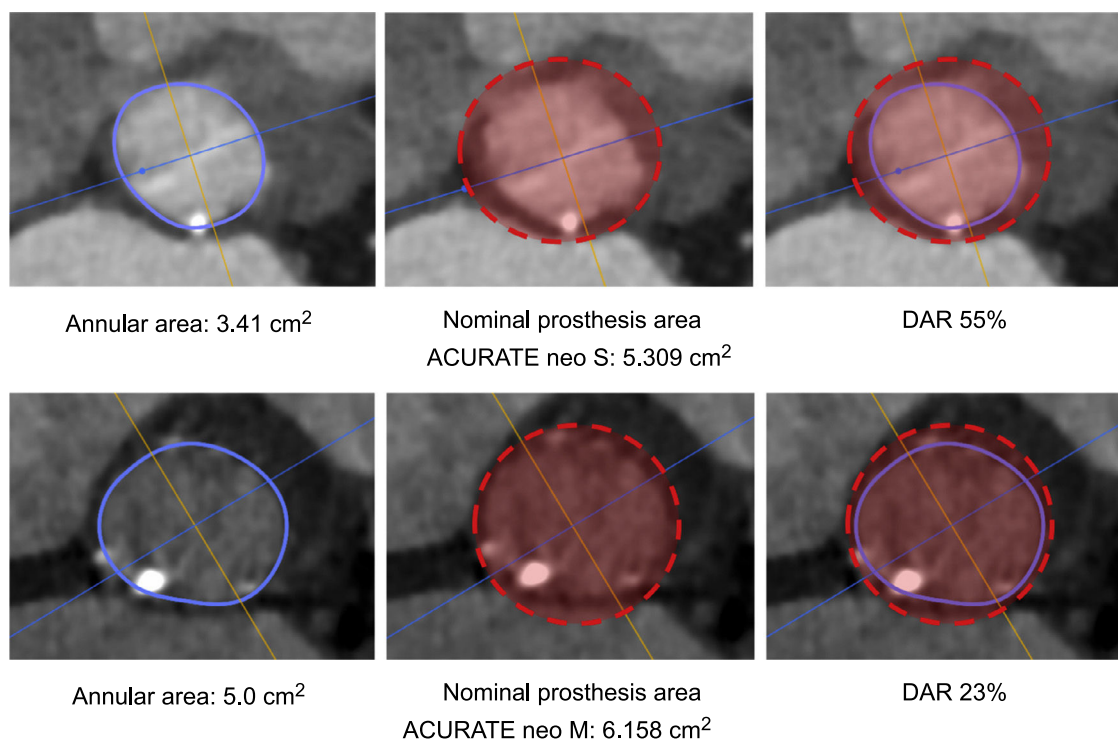 Annular area: 3.41 cm²
Nominal prosthesis area
ACURATE neo S: 5.309 cm²
DAR 55%
Annular area: 5.0 cm²
Nominal prosthesis area
ACURATE neo M: 6.158 cm²
DAR 23%